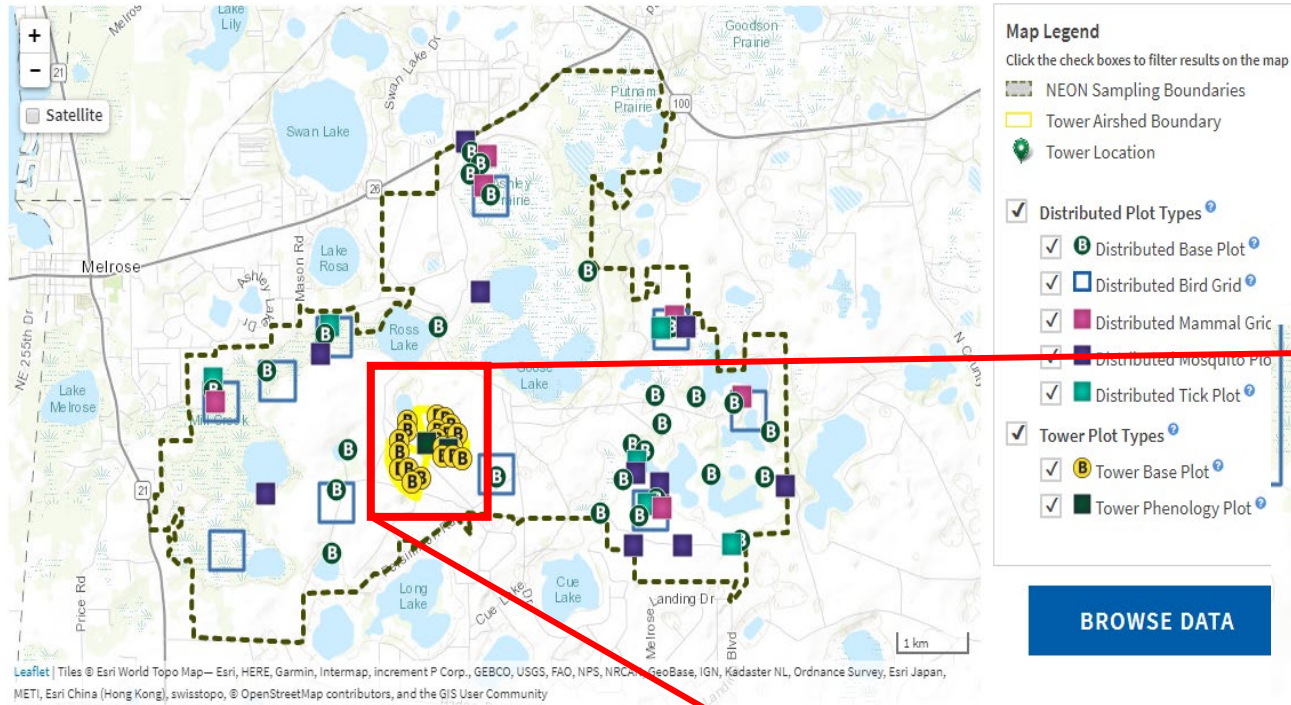 Lake
Lily
Melrose
Swan Lake Dr
Goodson
Prairie
+
−
21
Satellite
Putnam
Prairie
100
Swan Lake
26
Ashley
Prairie
Lake
Rosa
Mason Rd
Melrose
Ashley Lake
Dr
NE 255th Dr
Ross
Lake
Goose
Lake
N County
Lake
Melrose
Mill Creek
21
Price Rd
Long
Lake
Cue Lake Dr
Cue
Lake
Melrose
Landing Dr
Blvd
1 km
Leaflet | Tiles © Esri World Topo Map— Esri, HERE, Garmin, Intermap, increment P Corp., GEBCO, USGS, FAO, NPS, NRCAN, GeoBase, IGN, Kadaster NL, Ordnance Survey, Esri Japan,
METI, Esri China (Hong Kong), swisstopo, © OpenStreetMap contributors, and the GIS User Community
Map Legend
Click the check boxes to filter results on the map
NEON Sampling Boundaries
Tower Airshed Boundary
Tower Location
Distributed Plot Types ?
B Distributed Base Plot ?
Distributed Bird Grid ?
Distributed Mammal Gric
Distributed Mosquito Plo
Distributed Tick Plot ?
Tower Plot Types ?
B Tower Base Plot ?
Tower Phenology Plot ?
BROWSE DATA